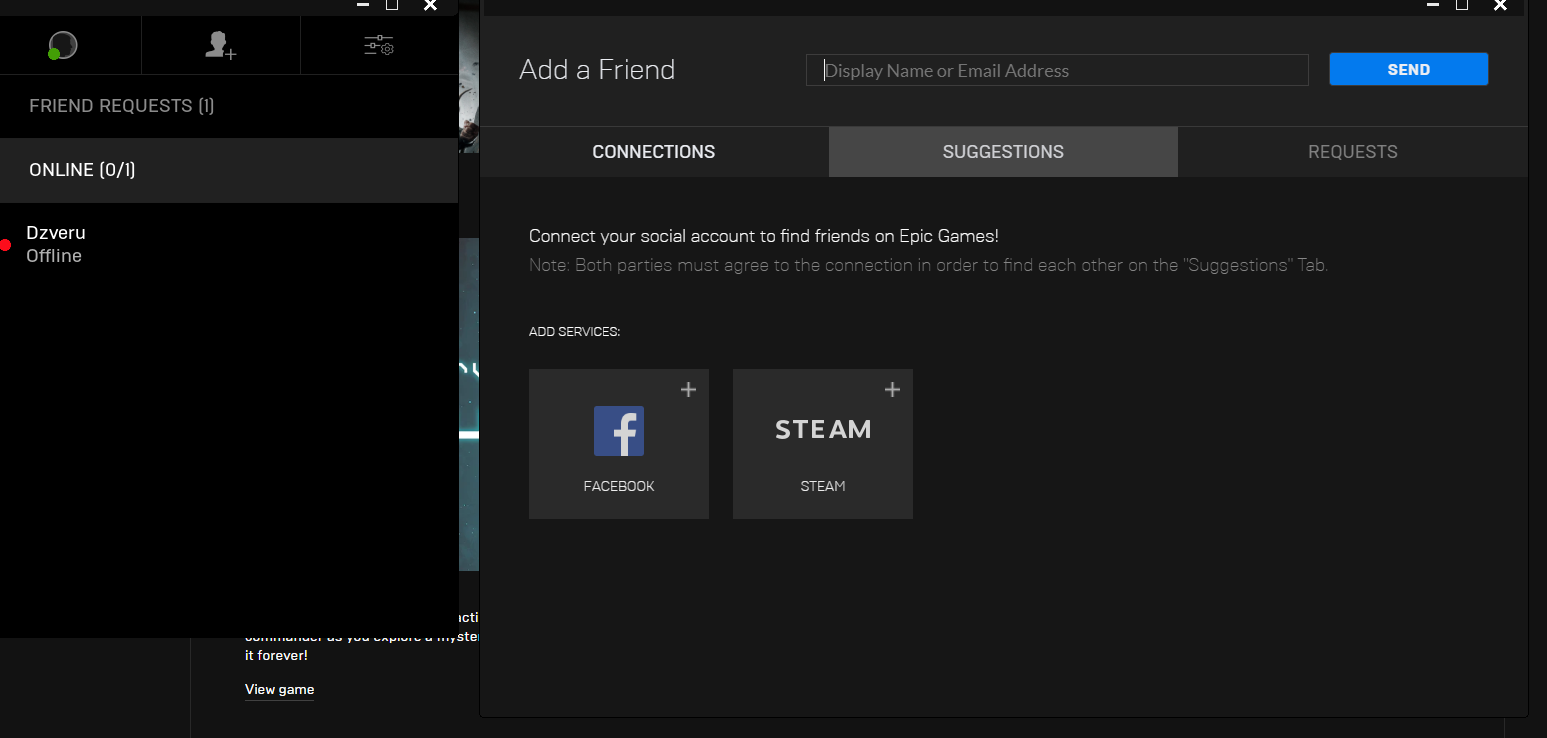 FRIEND REQUESTS (1)
ONLINE (0/1)
Dzveru
Offline
Add a Friend
Display Name or Email Address
SEND
CONNECTIONS
SUGGESTIONS
REQUESTS
Connect your social account to find friends on Epic Games!
Note: Both parties must agree to the connection in order to find each other on the "Suggestions" Tab.
ADD SERVICES:
FACEBOOK
STEAM
STEAM
commander as you explore a
it forever!
View game